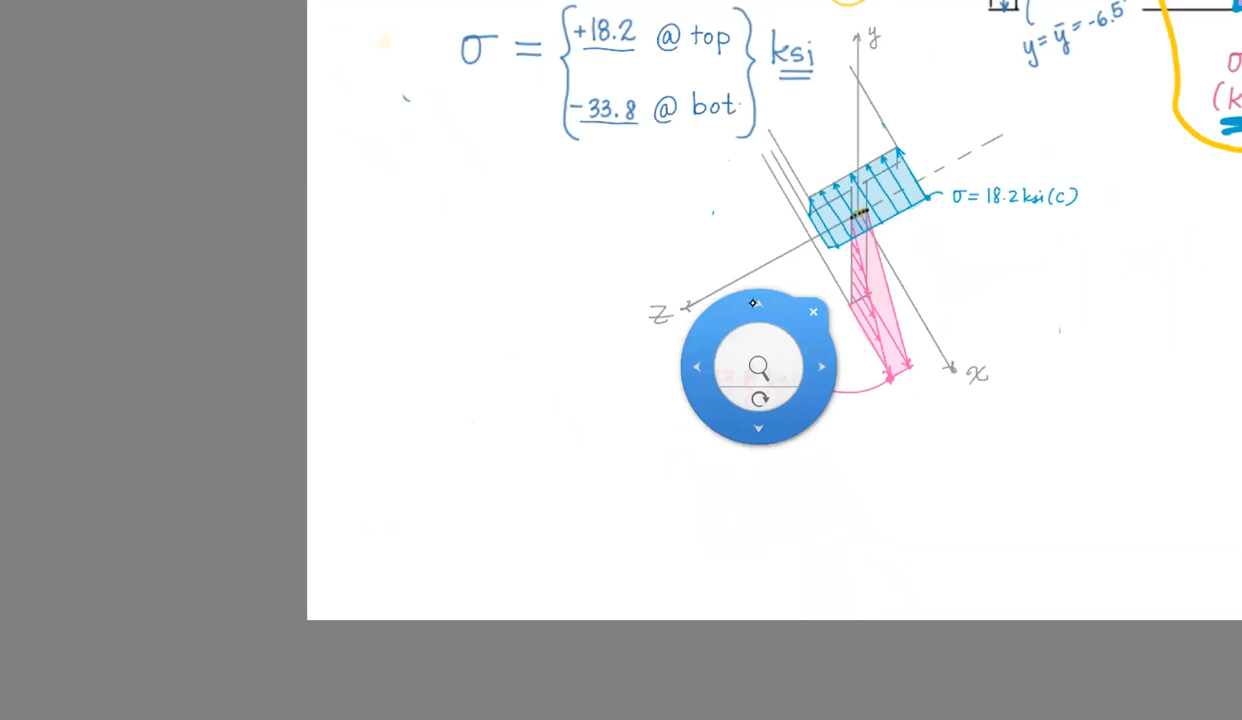 σ = { +18.2 @ top
-33.8 @ bot. } ksi
y = ȳ = -6.5"
σ
(k
y
σ = 18.2 ksi (C)
z
x